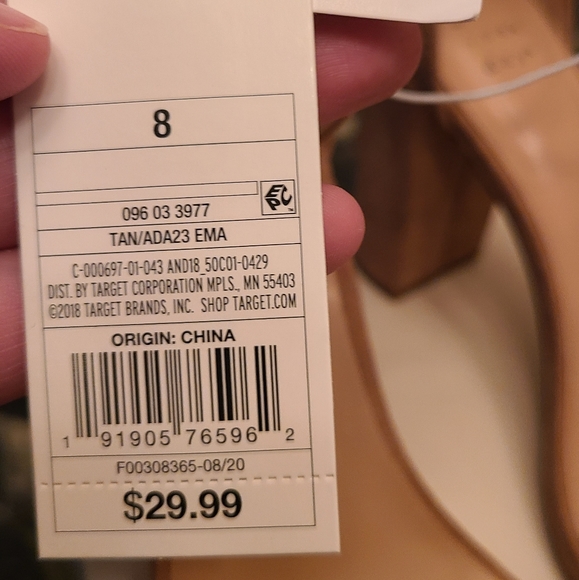 8
EPC
096 03 3977
TAN/ADA23 EMA
C-000697-01-043 AND18_50C01-0429
DIST. BY TARGET CORPORATION MPLS., MN 55403
©2018 TARGET BRANDS, INC. SHOP TARGET.COM
ORIGIN: CHINA
1 91905 76596 2
F00308365-08/20
$29.99